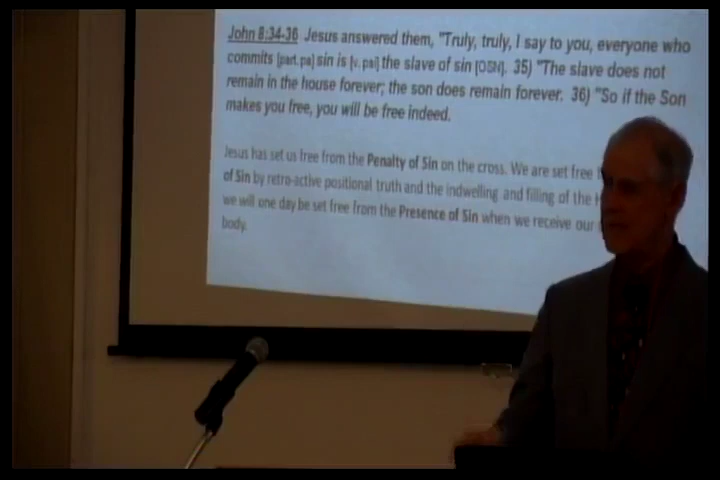 John 8:34-36 Jesus answered them, "Truly, truly, I say to you, everyone who
commits [part. pa] sin is [v. pai] the slave of sin [OSN]. 35) "The slave does not
remain in the house forever; the son does remain forever. 36) "So if the Son
makes you free, you will be free indeed.
Jesus has set us free from the Penalty of Sin on the cross. We are set free
of Sin by retro-active positional truth and the indwelling and filling of the
we will one day be set free from the Presence of Sin when we receive our
body.